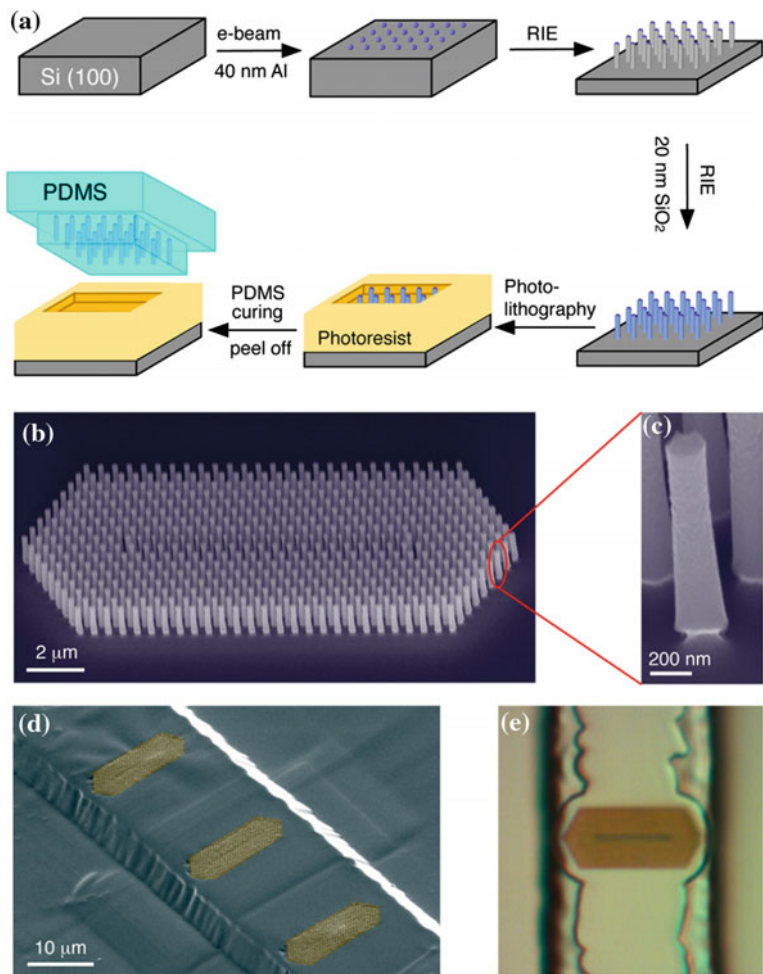 (a)
e-beam
40 nm Al
RIE
Si (100)
RIE
20 nm SiO₂
PDMS
PDMS
curing
peel off
Photoresist
Photo-
lithography
(b)
2 μm
(c)
200 nm
(d)
10 μm
(e)